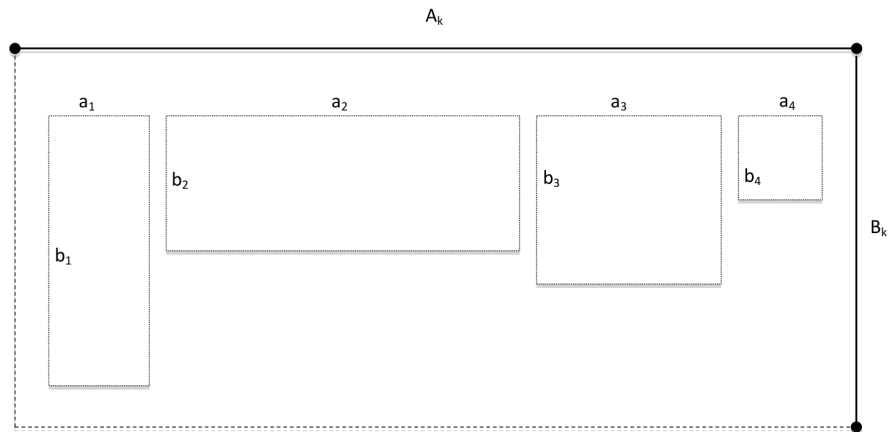 Aₖ
a₁ a₂ a₃ a₄
b₂ b₃ b₄
Bₖ
b₁